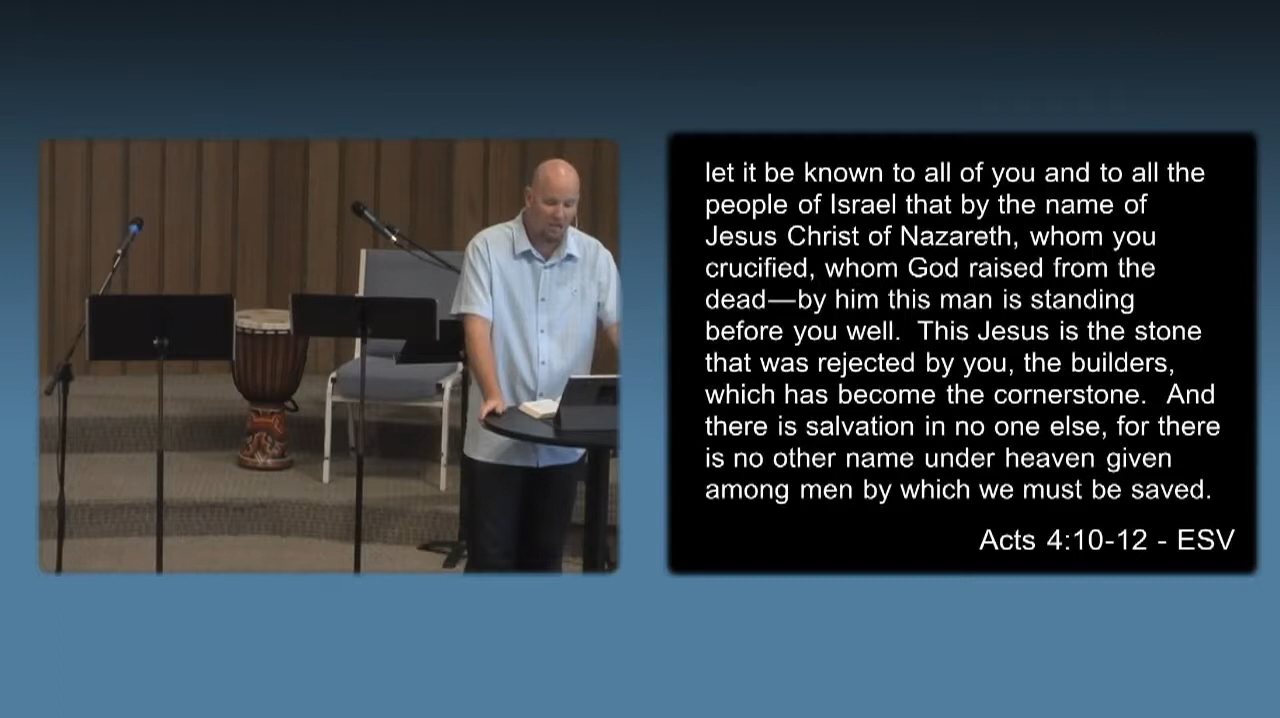 let it be known to all of you and to all the
people of Israel that by the name of
Jesus Christ of Nazareth, whom you
crucified, whom God raised from the
dead—by him this man is standing
before you well.  This Jesus is the stone
that was rejected by you, the builders,
which has become the cornerstone.  And
there is salvation in no one else, for there
is no other name under heaven given
among men by which we must be saved.
Acts 4:10-12 - ESV